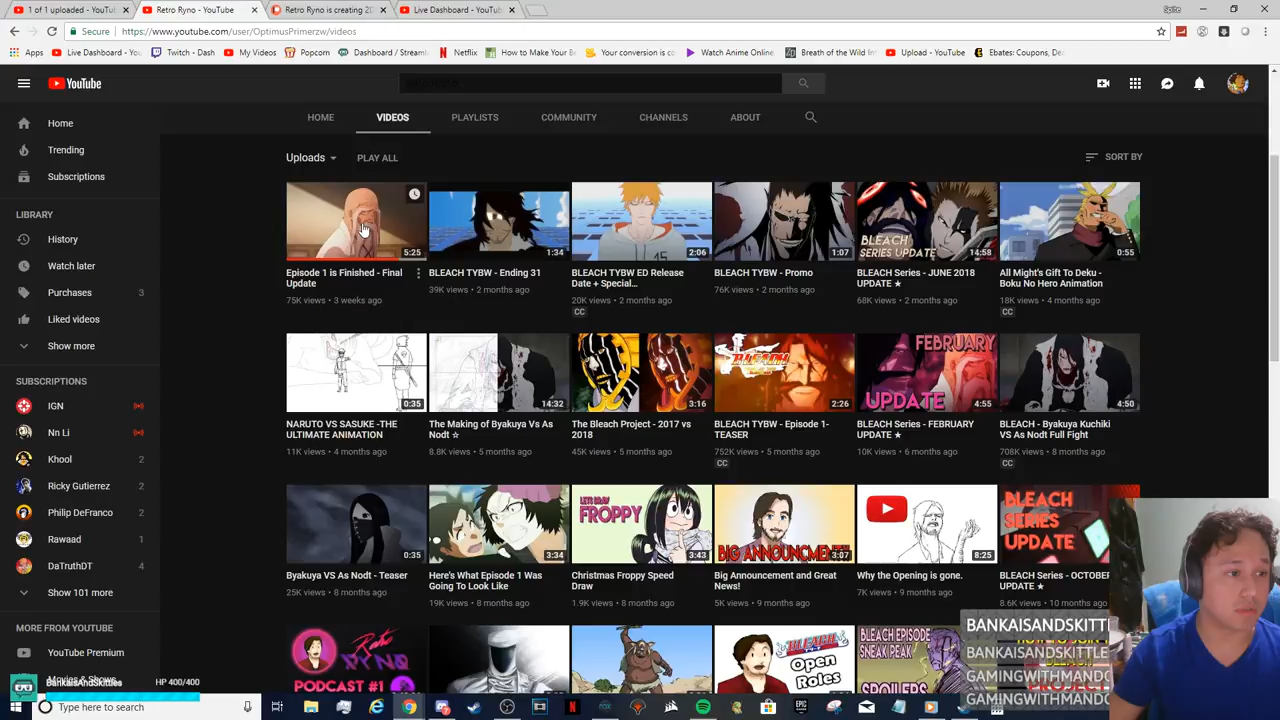 1 of 1 uploaded - YouTub
Retro Ryno - YouTube
Retro Ryno is creating 2D
Live Dashboard - YouTub
Secure
https://www.youtube.com/user/OptimusPrimerzw/videos
Apps
Live Dashboard - You
Twitch - Dash
My Videos
Popcorn
Dashboard / Streamla
Netflix
How to Make Your Be
Your conversion is co
Watch Anime Online
Breath of the Wild In
Upload - YouTube
Ebates: Coupons, De
YouTube
HOME
VIDEOS
PLAYLISTS
COMMUNITY
CHANNELS
ABOUT
Home
Trending
Subscriptions
LIBRARY
History
Watch later
Purchases 3
Liked videos
Show more
SUBSCRIPTIONS
IGN
Nn Li
Khool 2
Ricky Gutierrez 2
Philip DeFranco 2
Rawaad 1
DaTruthDT 4
Show 101 more
MORE FROM YOUTUBE
YouTube Premium
Uploads
PLAY ALL
SORT BY
5:25
Episode 1 is Finished - Final
Update
75K views • 3 weeks ago
1:34
BLEACH TYBW - Ending 31
39K views • 2 months ago
2:06
BLEACH TYBW ED Release
Date + Special...
20K views • 2 months ago
CC
1:07
BLEACH TYBW - Promo
76K views • 2 months ago
BLEACH
SERIES UPDATE
14:58
BLEACH Series - JUNE 2018
UPDATE ★
68K views • 2 months ago
0:55
All Might's Gift To Deku -
Boku No Hero Animation
18K views • 4 months ago
CC
0:35
NARUTO VS SASUKE -THE
ULTIMATE ANIMATION
11K views • 4 months ago
14:32
The Making of Byakuya Vs As
Nodt ☆
8.8K views • 5 months ago
3:16
The Bleach Project - 2017 vs
2018
45K views • 5 months ago
BLEACH
2:26
BLEACH TYBW - Episode 1-
TEASER
752K views • 5 months ago
CC
FEBRUARY
UPDATE
4:55
BLEACH Series - FEBRUARY
UPDATE ★
10K views • 6 months ago
4:50
BLEACH - Byakuya Kuchiki
VS As Nodt Full Fight
708K views • 8 months ago
CC
0:35
Byakuya VS As Nodt - Teaser
25K views • 8 months ago
3:34
Here's What Episode 1 Was
Going To Look Like
19K views • 8 months ago
LETS DRAW
FROPPY
3:43
Christmas Froppy Speed
Draw
1.9K views • 8 months ago
BIG ANNOUNCMEN
3:07
Big Announcement and Great
News!
5K views • 9 months ago
8:25
Why the Opening is gone.
7K views • 9 months ago
BLEACH
SERIES
UPDATE
BLEACH Series - OCTOBER
UPDATE ★
8.6K views • 10 months ago
Retro
RYNO
PODCAST #1
BLEACH
Open
Roles
BLEACH EPISODE
SNEAK PEAK
SPOILERS
BANKAISANDSKITTL
BANKAISANDSKITTLE
GAMINGWITHMANDO
GAMINGWITHMANDO
HP 400/400
Type here to search
Spite